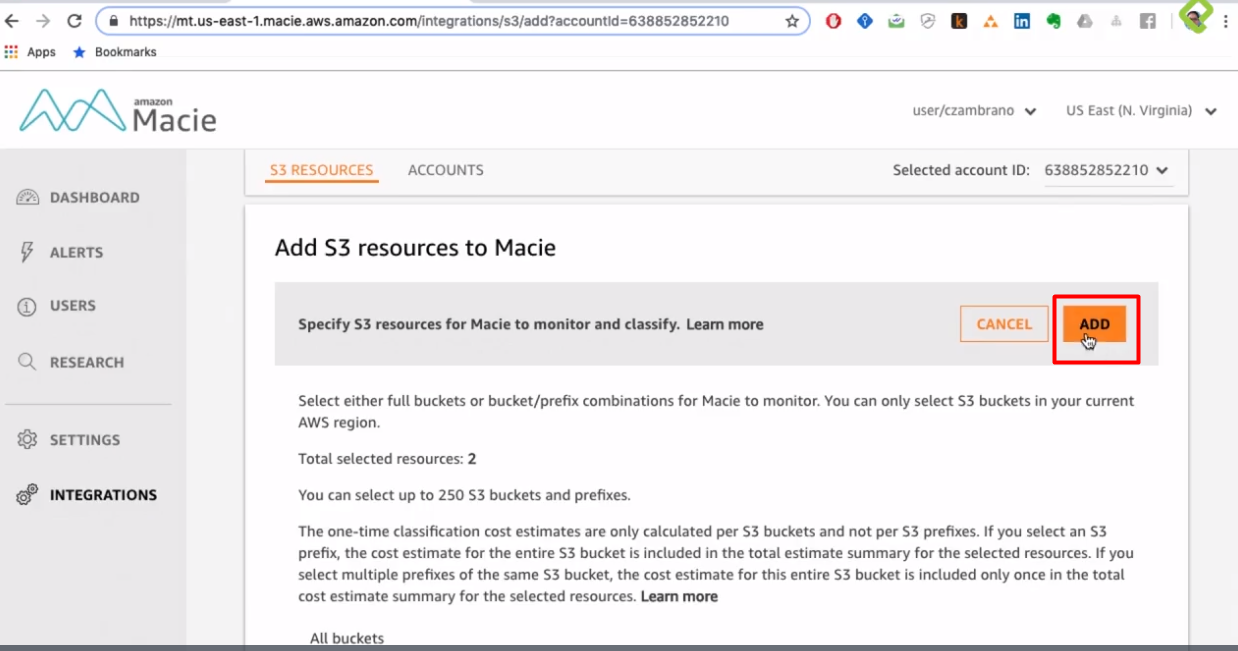 https://mt.us-east-1.macie.aws.amazon.com/integrations/s3/add?accountId=638852852210
Apps Bookmarks
amazon
Macie
user/czambrano US East (N. Virginia)
S3 RESOURCES ACCOUNTS Selected account ID: 638852852210
DASHBOARD
ALERTS
USERS
RESEARCH
SETTINGS
INTEGRATIONS
Add S3 resources to Macie
Specify S3 resources for Macie to monitor and classify. Learn more CANCEL ADD
Select either full buckets or bucket/prefix combinations for Macie to monitor. You can only select S3 buckets in your current
AWS region.
Total selected resources: 2
You can select up to 250 S3 buckets and prefixes.
The one-time classification cost estimates are only calculated per S3 buckets and not per S3 prefixes. If you select an S3
prefix, the cost estimate for the entire S3 bucket is included in the total estimate summary for the selected resources. If you
select multiple prefixes of the same S3 bucket, the cost estimate for this entire S3 bucket is included only once in the total
cost estimate summary for the selected resources. Learn more
All buckets